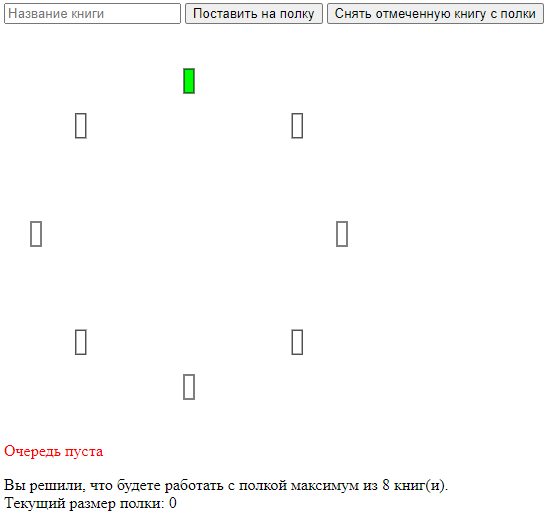 Название книги Поставить на полку Снять отмеченную книгу с полки
Очередь пуста
Вы решили, что будете работать с полкой максимум из 8 книг(и).
Текущий размер полки: 0